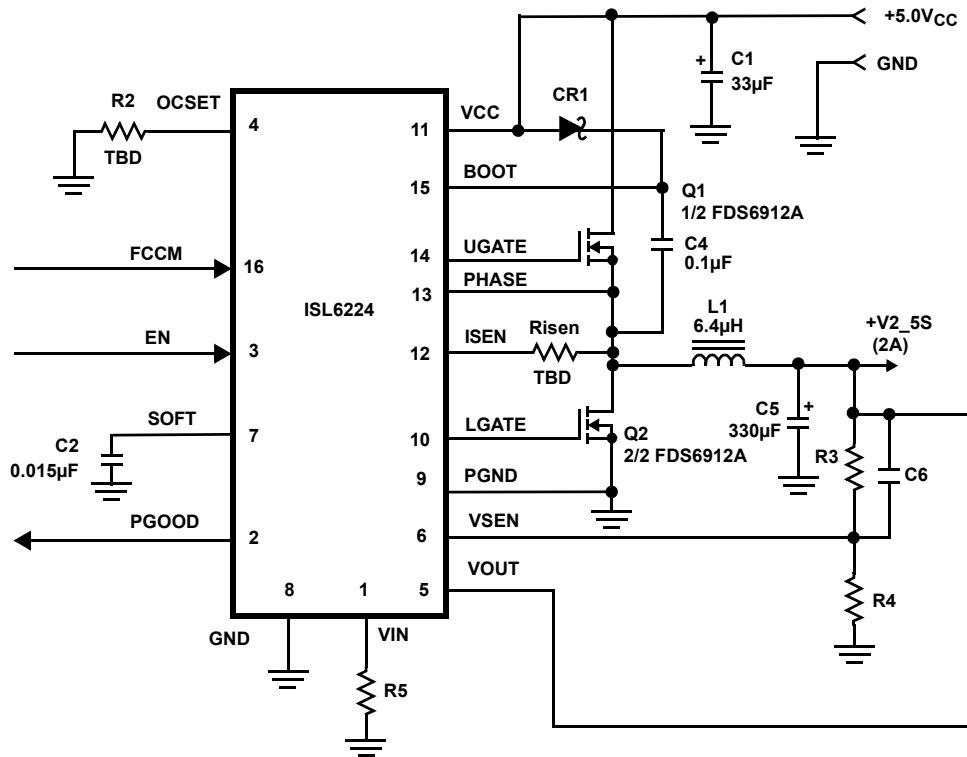 +5.0VCC
GND
C1
33µF
+
CR1
VCC
11
R2
OCSET
4
TBD
BOOT
15
Q1
1/2 FDS6912A
C4
0.1µF
UGATE
14
PHASE
13
FCCM
16
ISL6224
L1
6.4µH
+V2_5S
(2A)
ISEN
12
Risen
TBD
EN
3
SOFT
7
C2
0.015µF
LGATE
10
Q2
2/2 FDS6912A
C5
330µF
+
R3
C6
PGND
9
VSEN
6
PGOOD
2
VOUT
5
8
1
GND
VIN
R4
R5